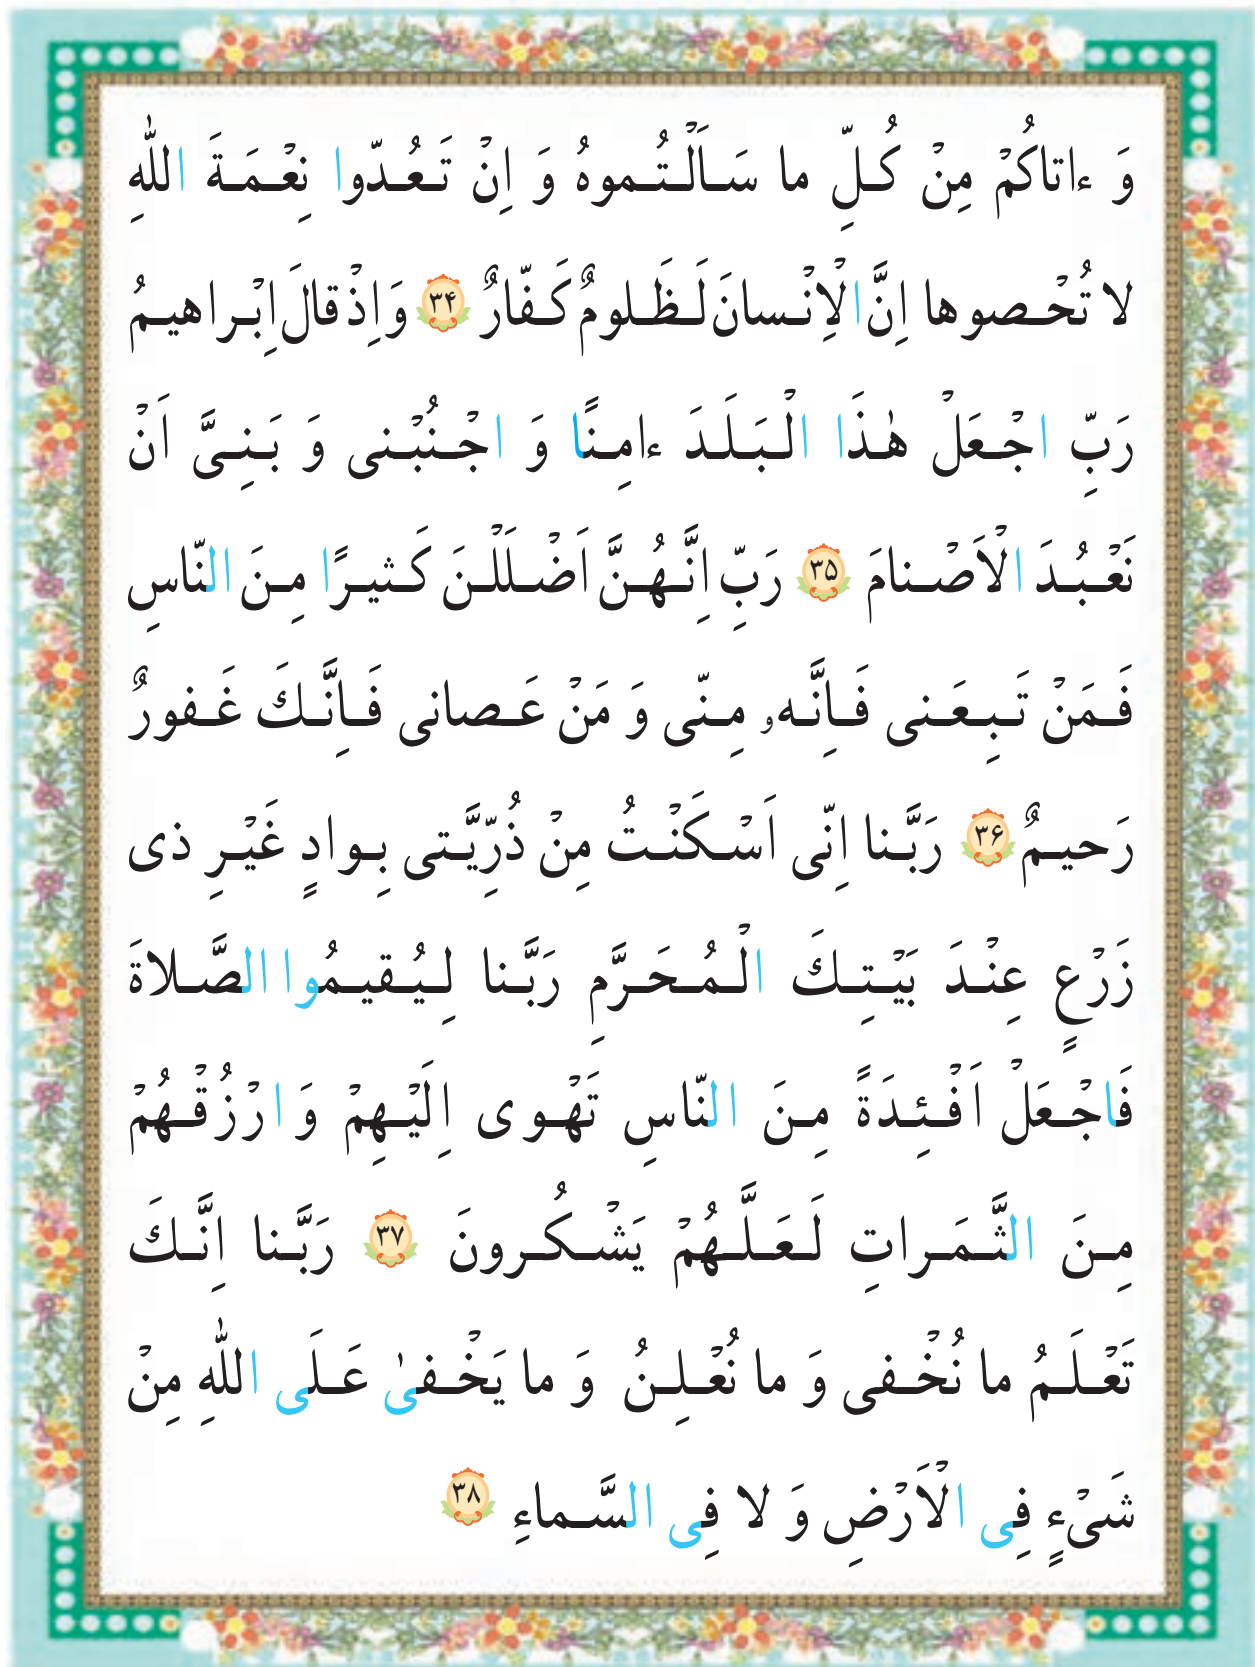 وَ ءاتاكُمْ مِنْ كُلِّ ما سَاَلْتُموهُ وَ اِنْ تَعُدّوا نِعْمَةَ اللّٰهِ
لا تُحْصوها اِنَّ الْاِنْسانَ لَظَلومٌ كَفّارٌ ۳۴ وَ اِذْ قالَ اِبْراهيمُ
رَبِّ اجْعَلْ هٰذَا الْبَلَدَ ءامِنًا وَ اجْنُبْنى وَ بَنِىَّ اَنْ
نَعْبُدَ الْاَصْنامَ ۳۵ رَبِّ اِنَّهُنَّ اَضْلَلْنَ كَثيرًا مِنَ النّاسِ
فَمَنْ تَبِعَنى فَاِنَّهو مِنّى وَ مَنْ عَصانى فَاِنَّكَ غَفورٌ
رَحيمٌ ۳۶ رَبَّنا اِنّى اَسْكَنْتُ مِنْ ذُرِّيَّتى بِوادٍ غَيْرِ ذى
زَرْعٍ عِنْدَ بَيْتِكَ الْمُحَرَّمِ رَبَّنا لِيُقيمُوا الصَّلاةَ
فَاجْعَلْ اَفْئِدَةً مِنَ النّاسِ تَهْوى اِلَيْهِمْ وَ ارْزُقْهُمْ
مِنَ الثَّمَراتِ لَعَلَّهُمْ يَشْكُرونَ ۳۷ رَبَّنا اِنَّكَ
تَعْلَمُ ما نُخْفى وَ ما نُعْلِنُ وَ ما يَخْفىٰ عَلَى اللّٰهِ مِنْ
شَىْءٍ فِى الْاَرْضِ وَ لا فِى السَّماءِ ۳۸